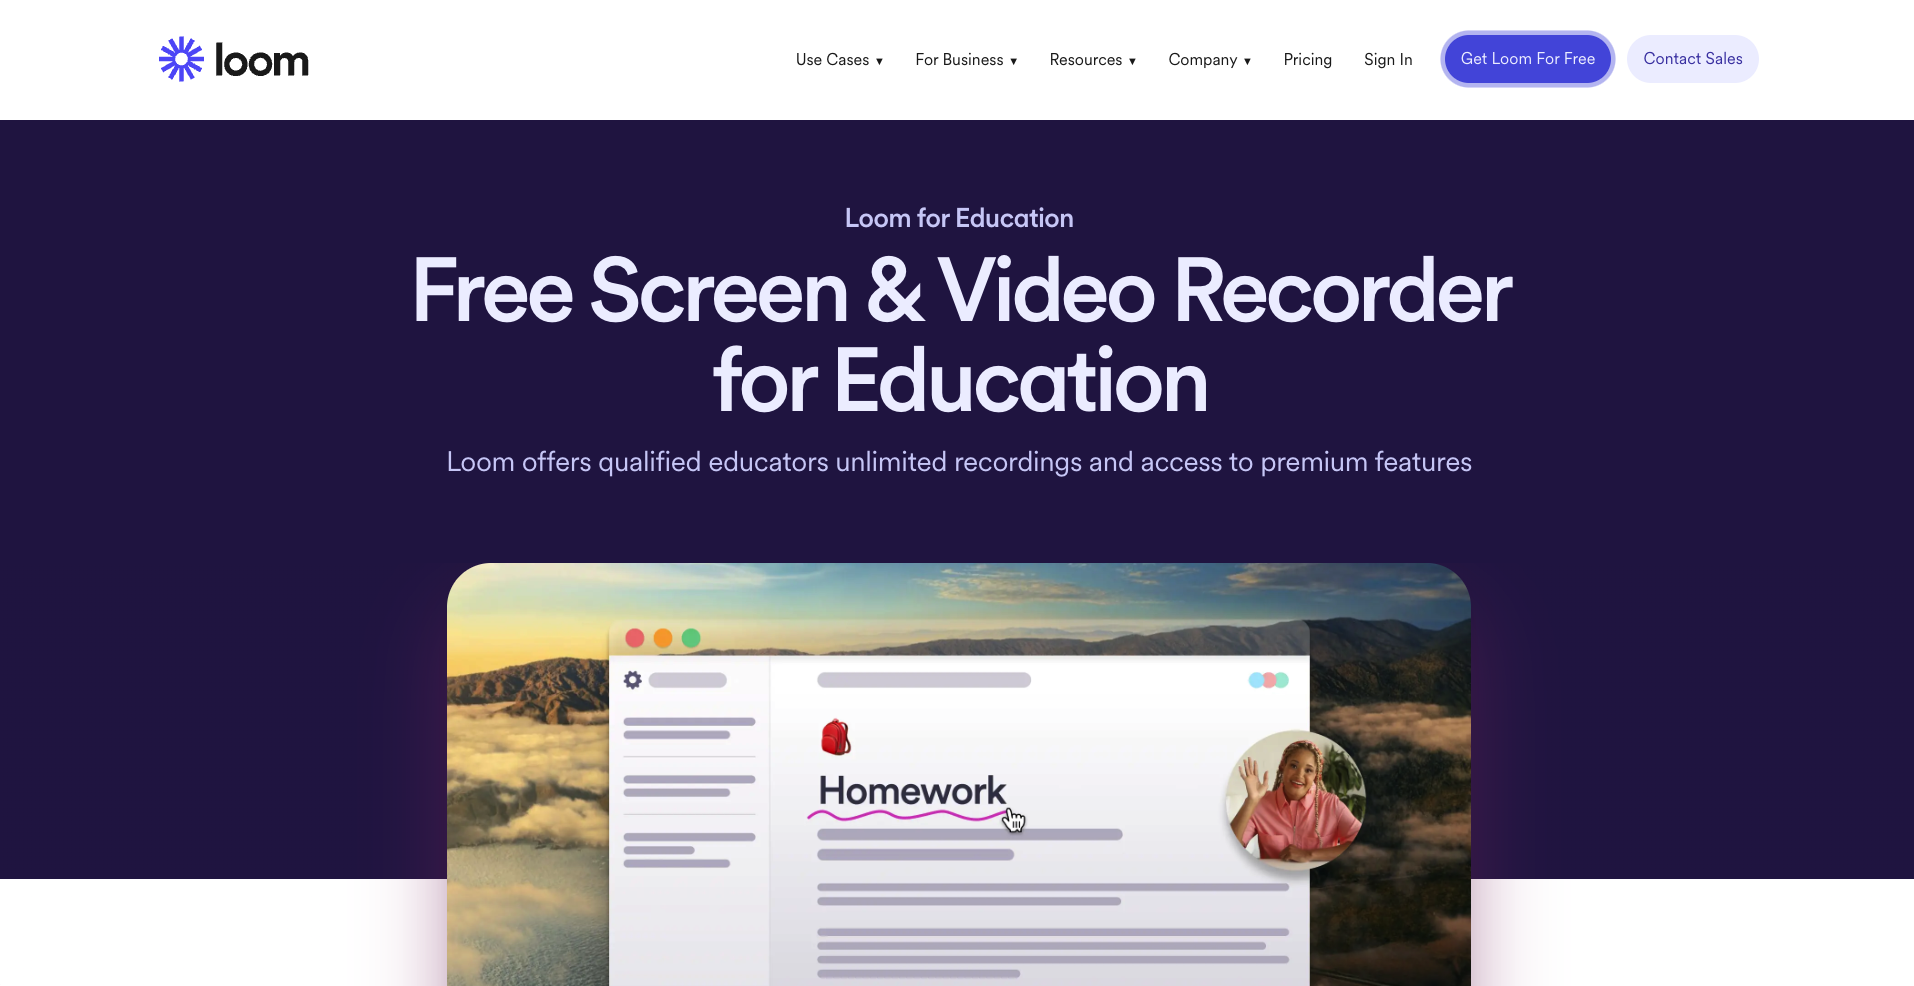 loom
Use Cases ▾ For Business ▾ Resources ▾ Company ▾ Pricing Sign In Get Loom For Free Contact Sales
Loom for Education
Free Screen & Video Recorder
for Education
Loom offers qualified educators unlimited recordings and access to premium features
Homework